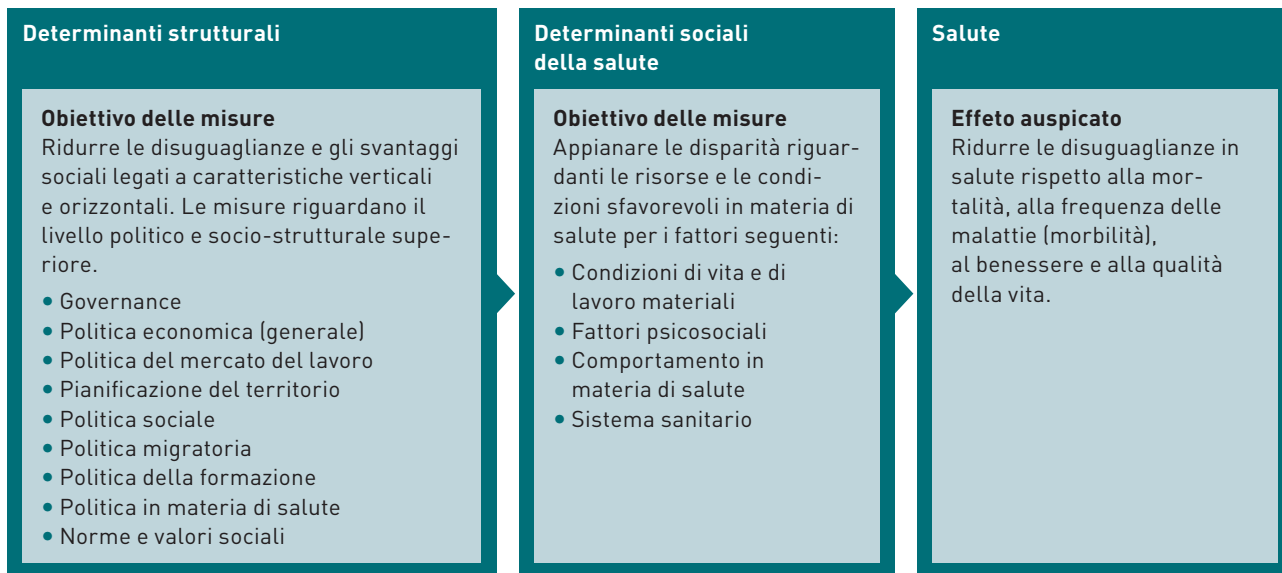 Determinanti strutturali
Obiettivo delle misure
Ridurre le disuguaglianze e gli svantaggi
sociali legati a caratteristiche verticali
e orizzontali. Le misure riguardano il
livello politico e socio-strutturale supe-
riore.
• Governance
• Politica economica (generale)
• Politica del mercato del lavoro
• Pianificazione del territorio
• Politica sociale
• Politica migratoria
• Politica della formazione
• Politica in materia di salute
• Norme e valori sociali
Determinanti sociali
della salute
Obiettivo delle misure
Appianare le disparità riguar-
danti le risorse e le condi-
zioni sfavorevoli in materia di
salute per i fattori seguenti:
• Condizioni di vita e di
lavoro materiali
• Fattori psicosociali
• Comportamento in
materia di salute
• Sistema sanitario
Salute
Effeto auspicato
Ridurre le disuguaglianze in
salute rispetto alla mor-
talità, alla frequenza delle
malattie (morbilità),
al benessere e alla qualità
della vita.